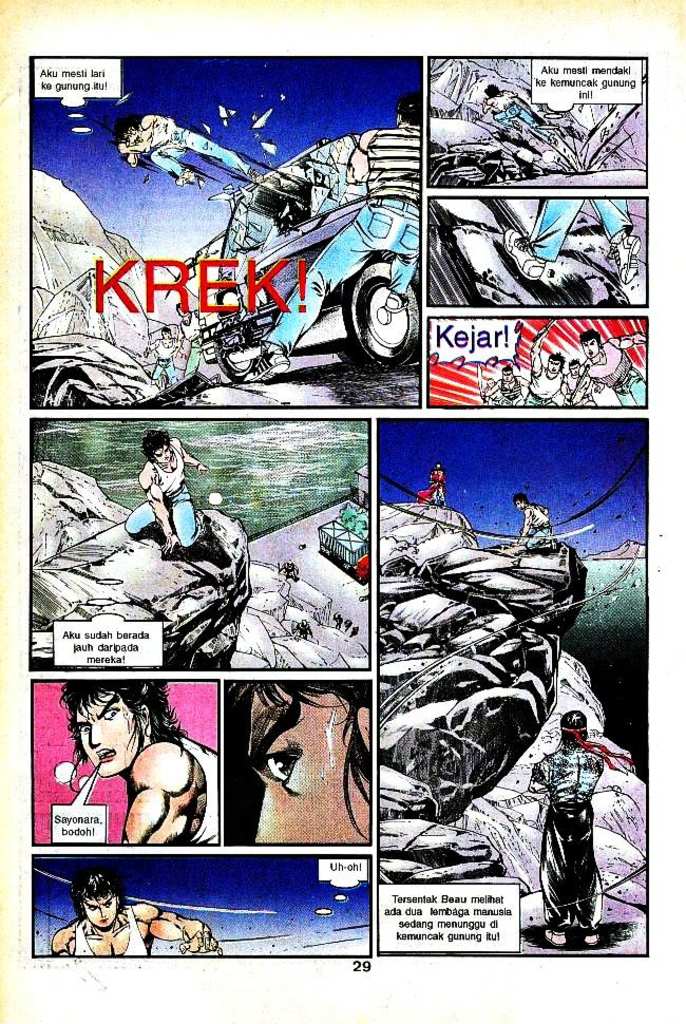 Aku mesti lari
ke gunung itu!
KREK!
Aku mesti mendaki
ke kemuncak gunung
ini!
Kejar!
Aku sudah berada
jauh daripada
mereka!
Sayonara,
bodoh!
Uh-oh!
Tersentak Beau melihat
ada dua lembaga manusia
sedang menunggu di
kemuncak gunung itu!
29